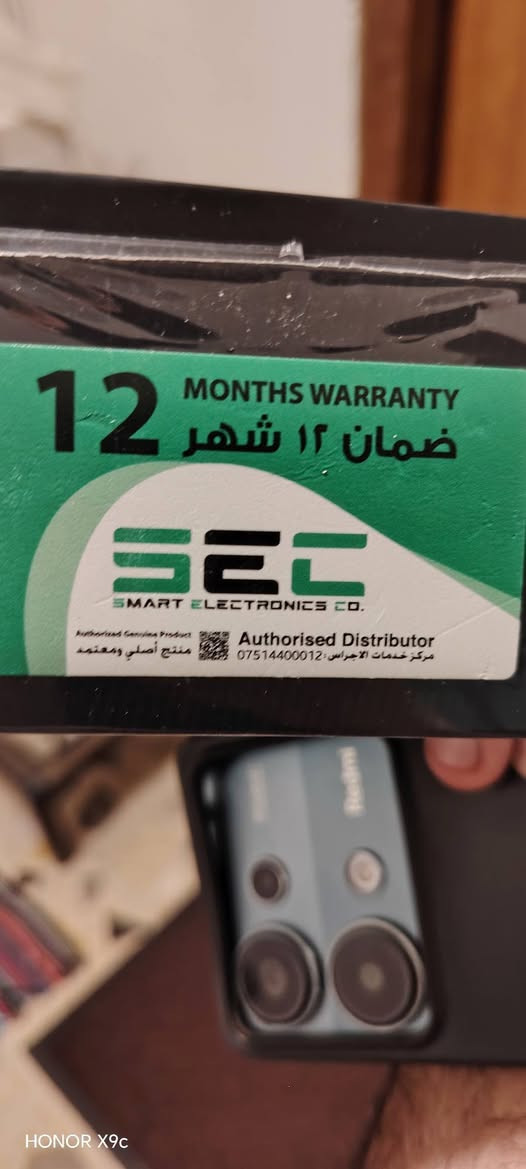 12 MONTHS WARRANTY
ضمان ١٢ شهر
SEC
SMART ELECTRONICS CO.
Authorized Genuine Product
منتج أصلي ومعتمد
Authorised Distributor
مركز خدمات الاجراس: 07514400012
Redmi
HONOR X9c